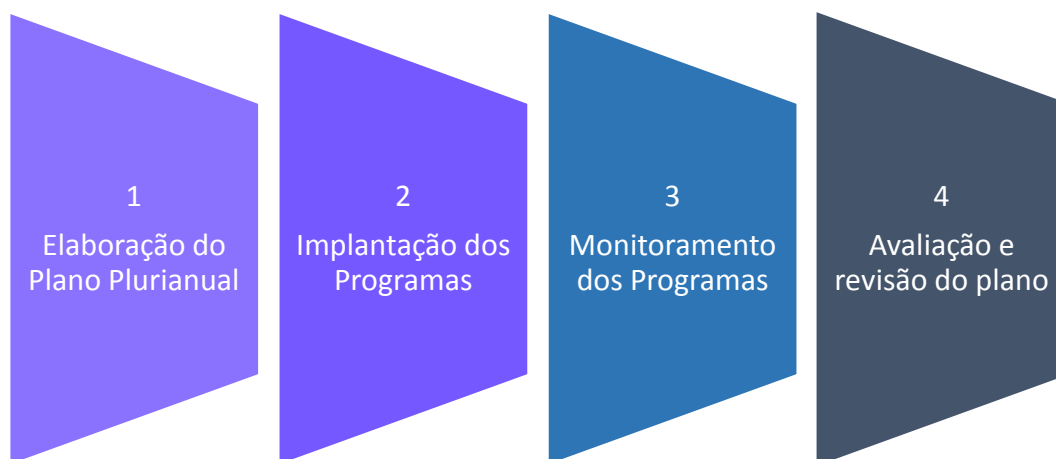 1
Elaboração do
Plano Plurianual
2
Implantação dos
Programas
3
Monitoramento
dos Programas
4
Avaliação e
revisão do plano